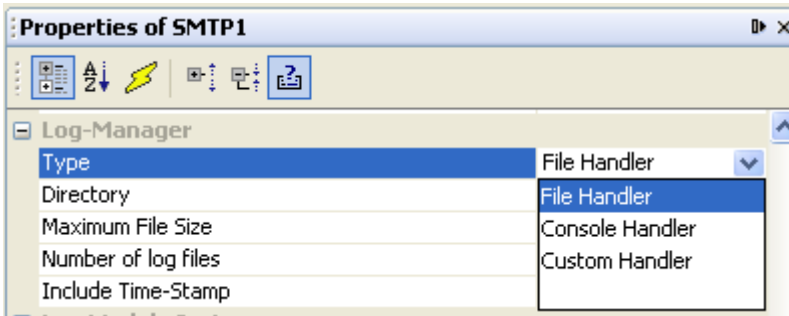 Properties of SMTP1
Log-Manager
Type File Handler
Directory File Handler
Maximum File Size Console Handler
Number of log files Custom Handler
Include Time-Stamp